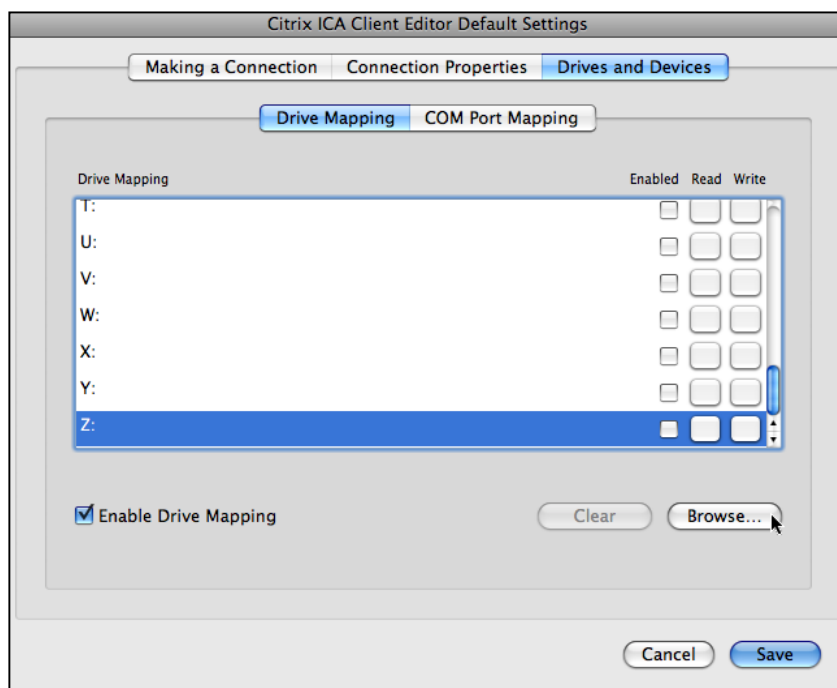 Citrix ICA Client Editor Default Settings
Making a Connection Connection Properties Drives and Devices
Drive Mapping COM Port Mapping
Drive Mapping Enabled Read Write
T:
U:
V:
W:
X:
Y:
Z:
Enable Drive Mapping Clear Browse...
Cancel Save